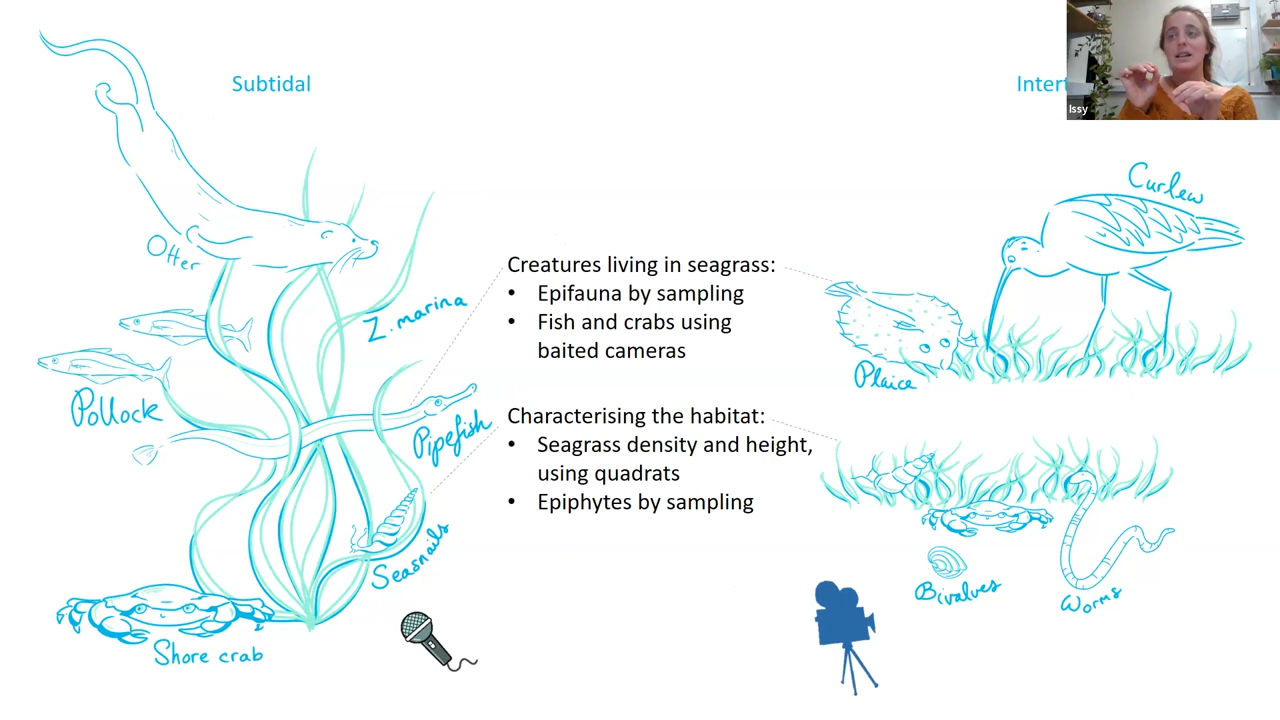 Subtidal
Inter
Issy
Curlew
Otter
Z. marina
Creatures living in seagrass:
• Epifauna by sampling
• Fish and crabs using
baited cameras
Plaice
Pollock
Pipefish
Characterising the habitat:
• Seagrass density and height,
using quadrats
• Epiphytes by sampling
Seasnails
Bivalves
Worms
Shore crab